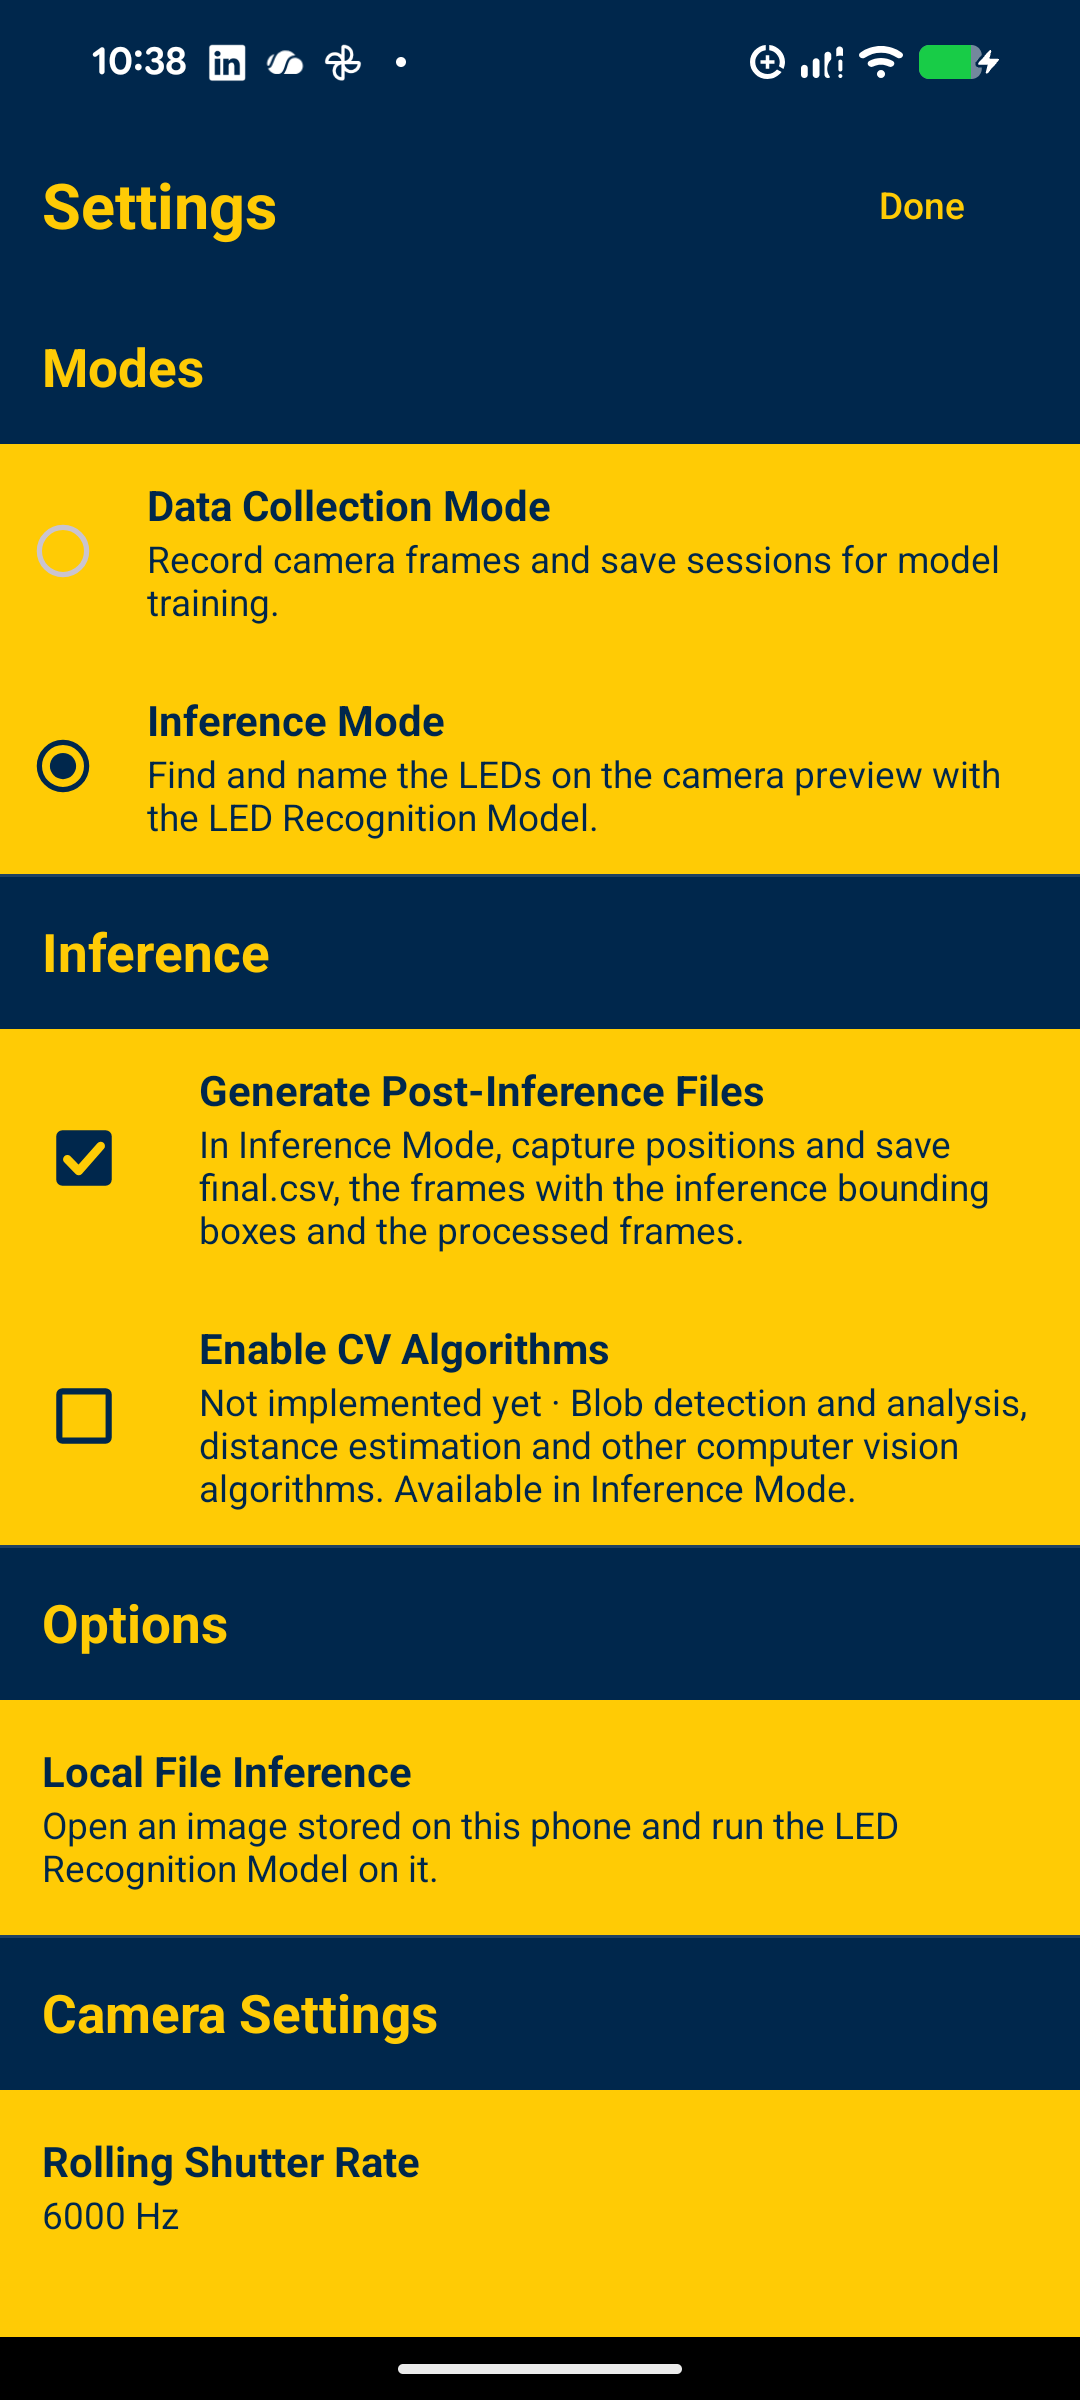 10:38
Settings
Done
Modes
Data Collection Mode
Record camera frames and save sessions for model
training.
Inference Mode
Find and name the LEDs on the camera preview with
the LED Recognition Model.
Inference
Generate Post-Inference Files
In Inference Mode, capture positions and save
final.csv, the frames with the inference bounding
boxes and the processed frames.
Enable CV Algorithms
Not implemented yet · Blob detection and analysis,
distance estimation and other computer vision
algorithms. Available in Inference Mode.
Options
Local File Inference
Open an image stored on this phone and run the LED
Recognition Model on it.
Camera Settings
Rolling Shutter Rate
6000 Hz